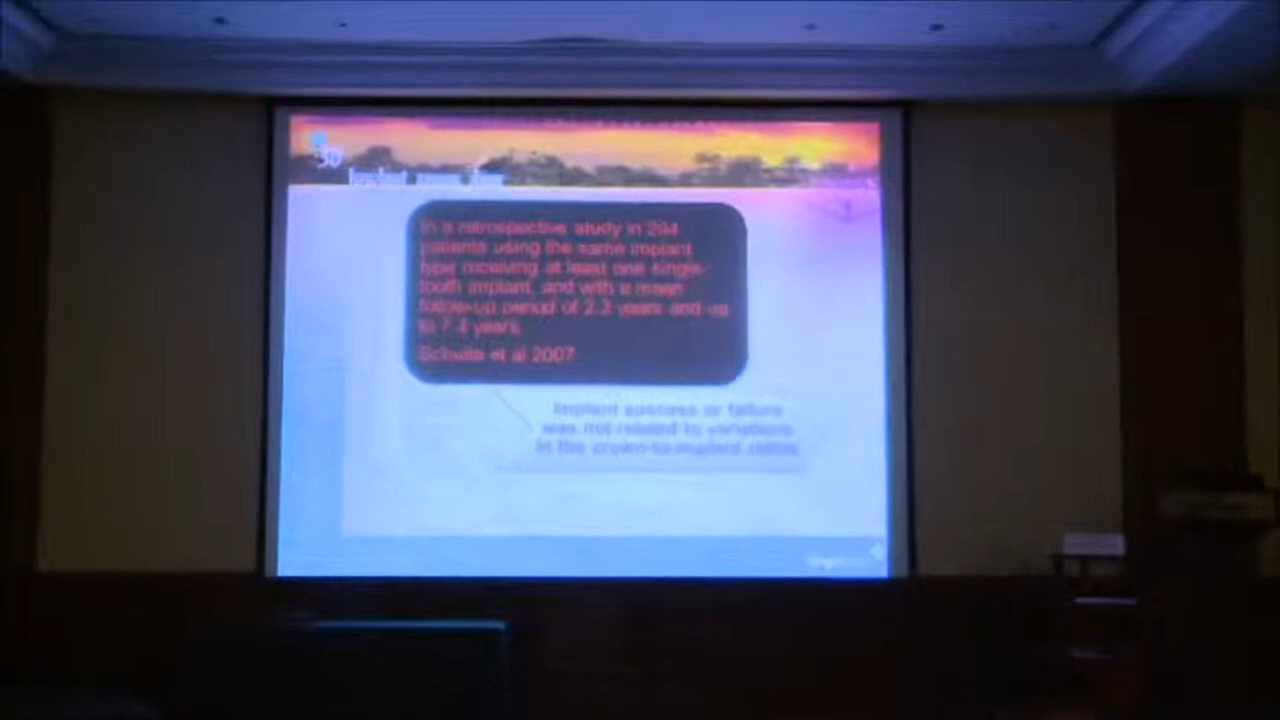 In a retrospective study in 294
patients using the same implant
type receiving at least one single-
tooth implant, and with a mean
follow-up period of 2.3 years and up
to 7.4 years
Schulte et al 2007
Implant success or failure
was not related to variations
in the crown-to-implant ratios